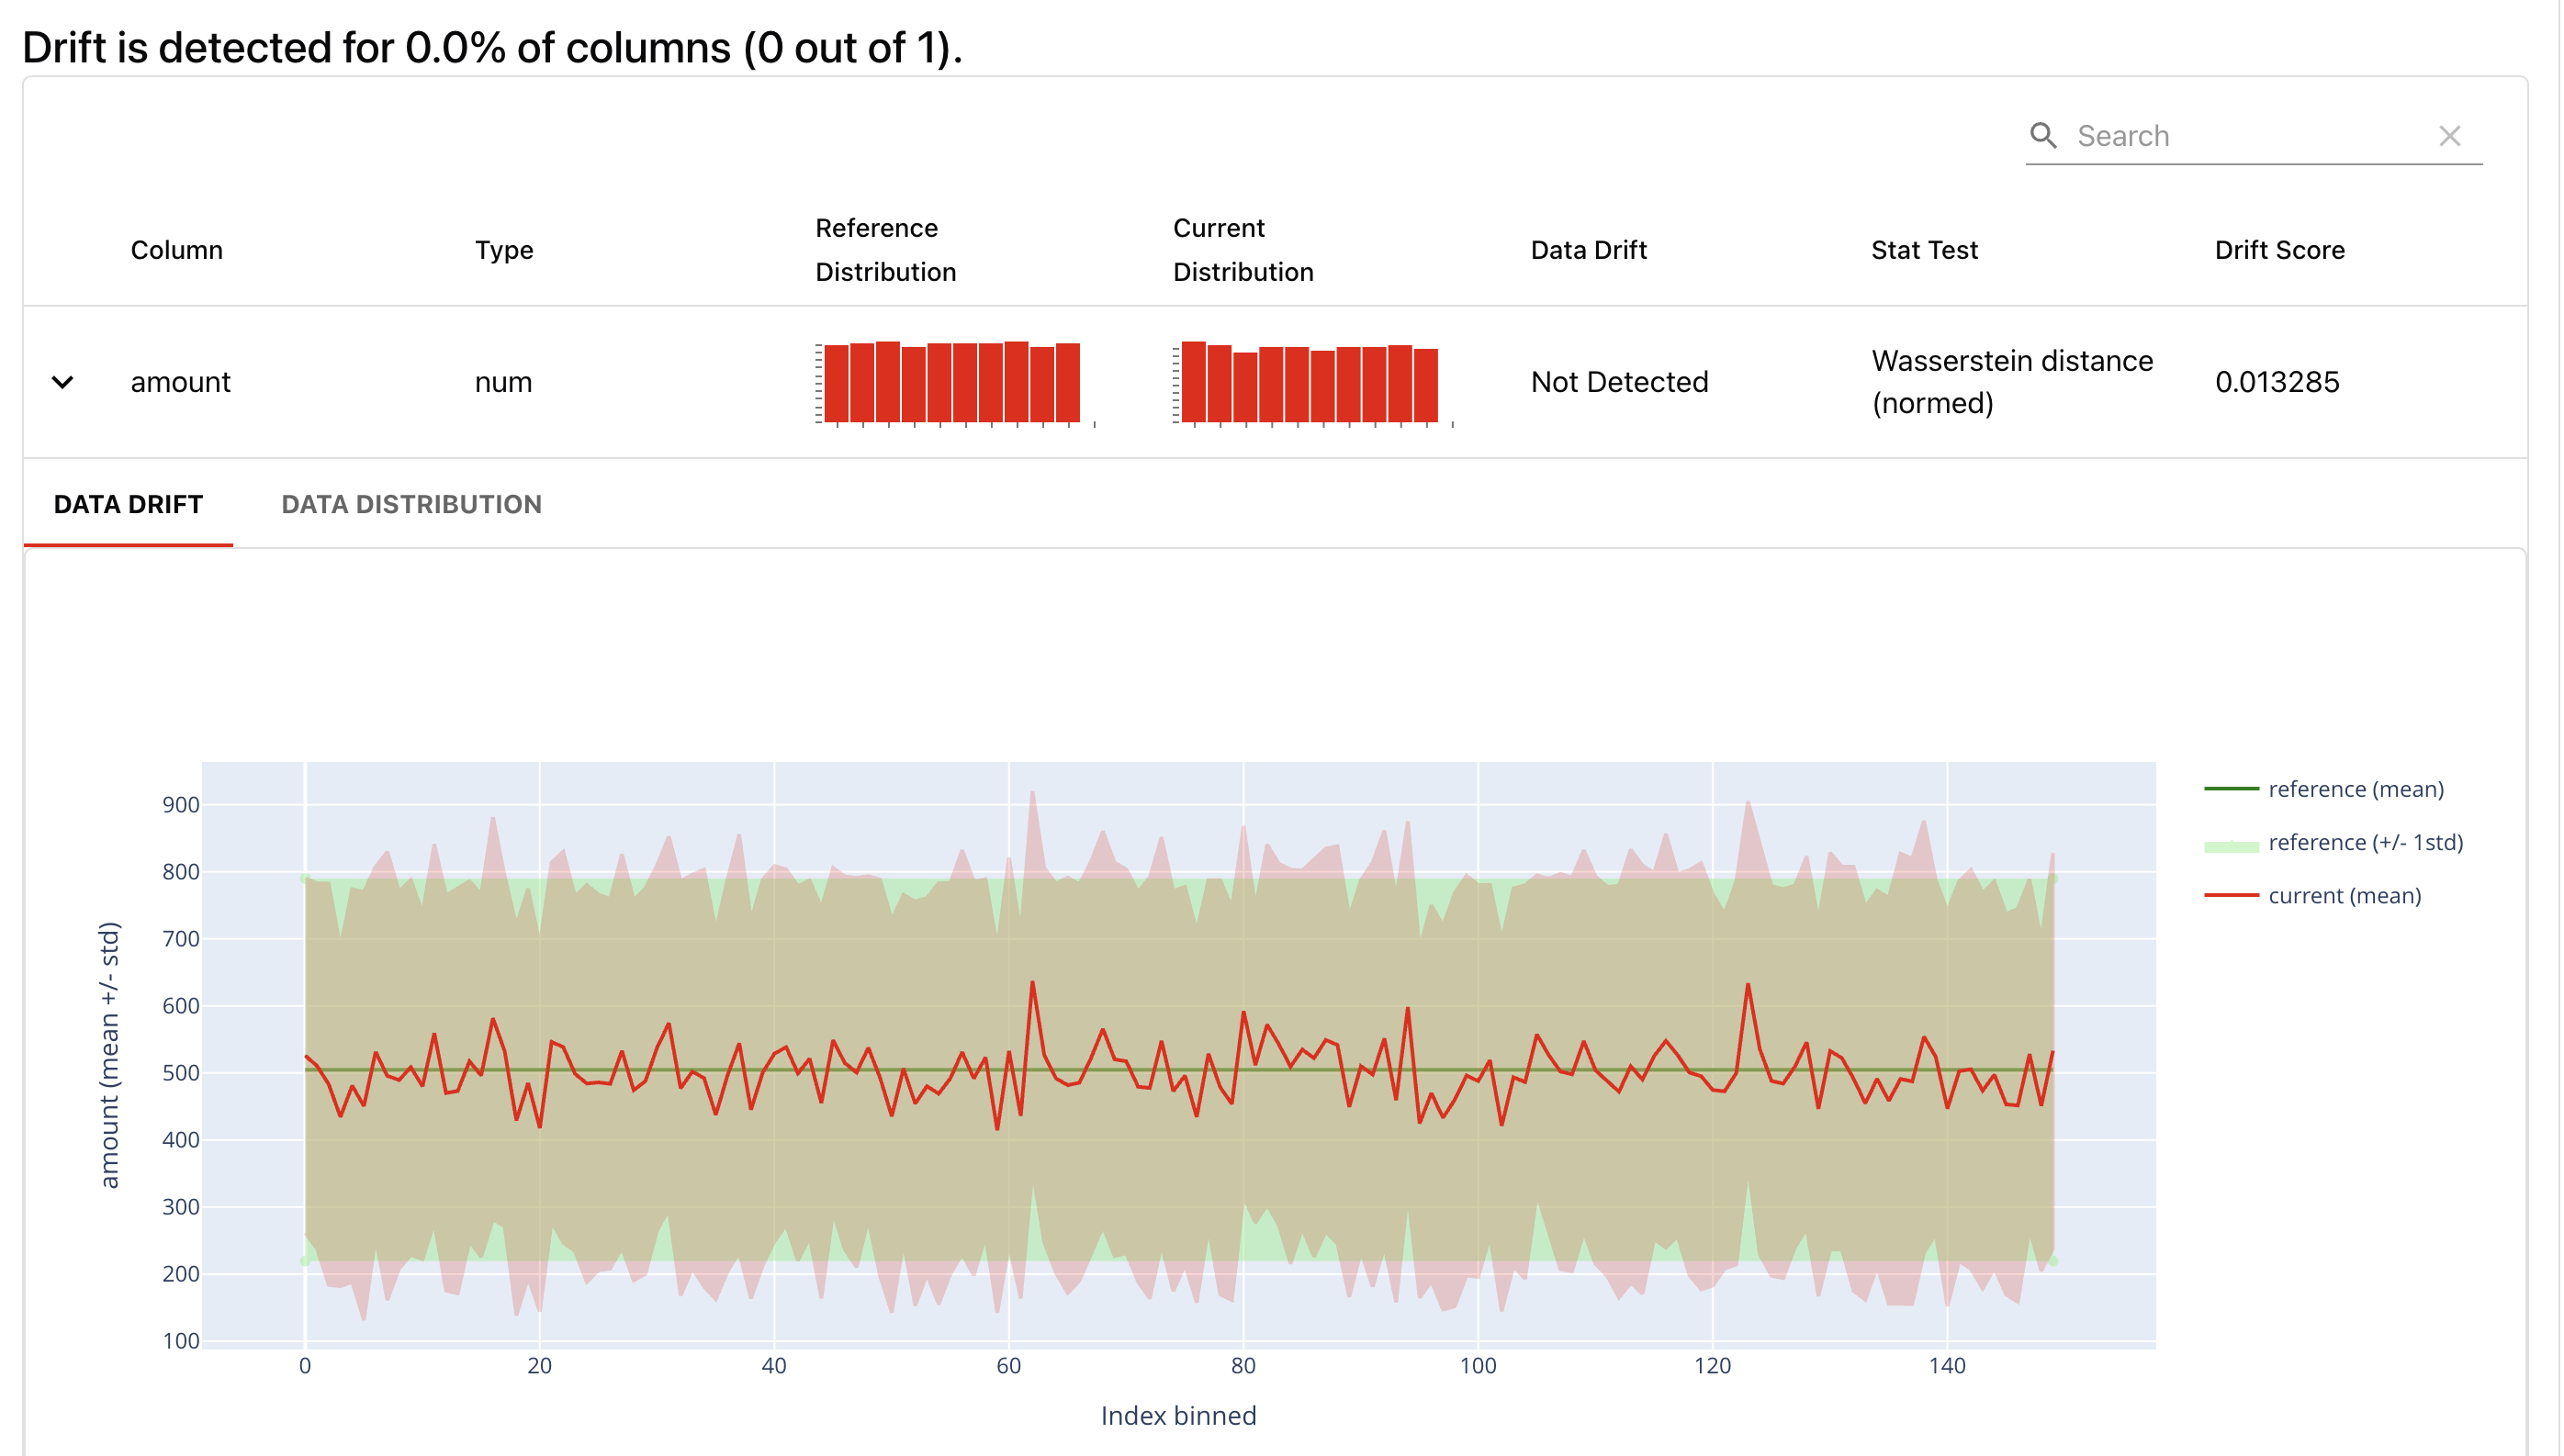 Drift is detected for 0.0% of columns (0 out of 1).
Search
Column
Type
Reference
Distribution
Current
Distribution
Data Drift
Stat Test
Drift Score
amount
num
Not Detected
Wasserstein distance
(normed)
0.013285
DATA DRIFT
DATA DISTRIBUTION
900
800
700
600
500
400
300
200
100
amount (mean +/- std)
0
20
40
60
80
100
120
140
Index binned
reference (mean)
reference (+/- 1std)
current (mean)